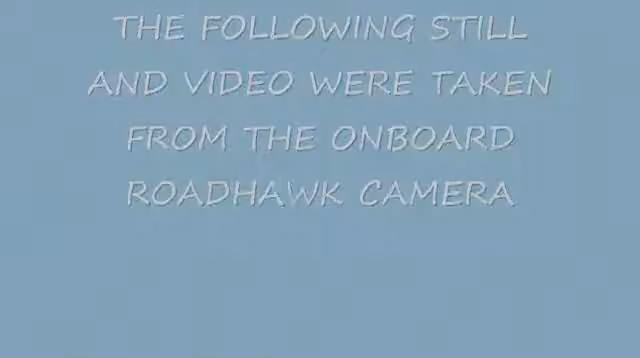 THE FOLLOWING STILL
AND VIDEO WERE TAKEN
FROM THE ONBOARD
ROADHAWK CAMERA